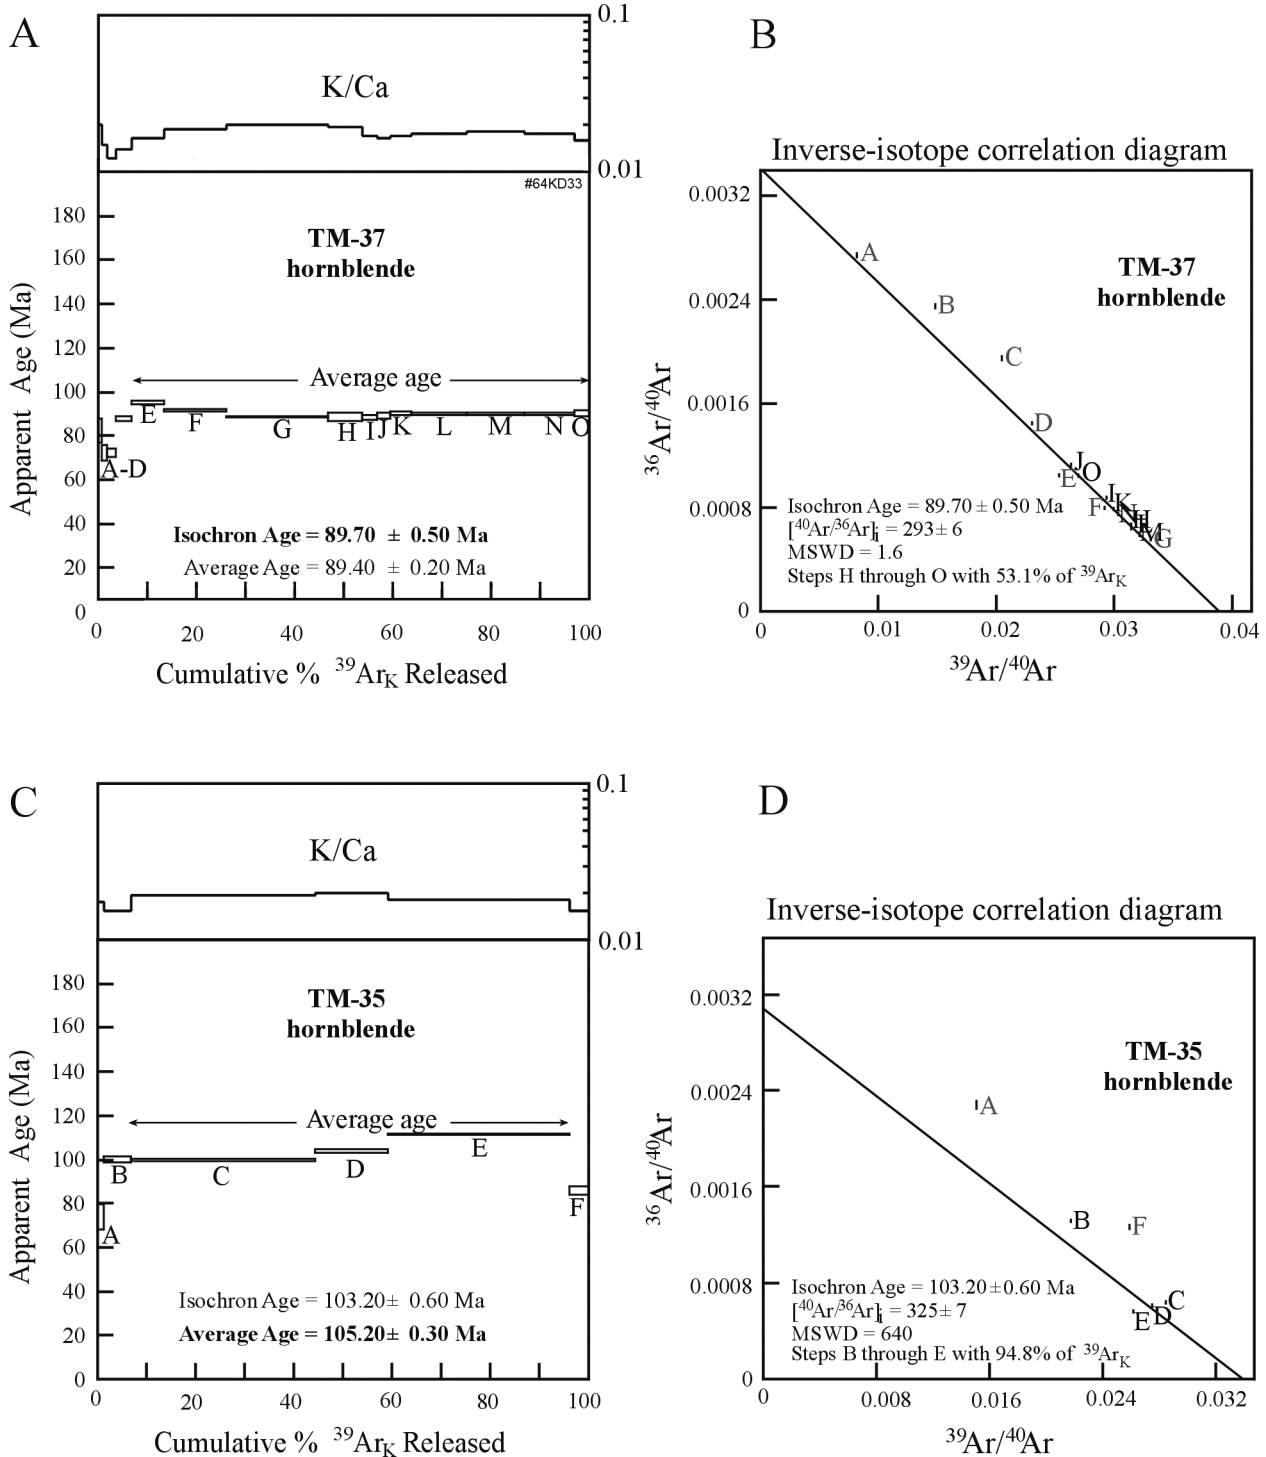 A
0.1
K/Ca
0.01
#64KD33
TM-37
hornblende
180
160
140
120
100
80
60
40
20
0
Apparent Age (Ma)
Average age
A-D
E
F
G
H
I
J
K
L
M
N
O
Isochron Age = 89.70 ± 0.50 Ma
Average Age = 89.40 ± 0.20 Ma
0 20 40 60 80 100
Cumulative % ³⁹Ar_K Released
B
Inverse-isotope correlation diagram
TM-37
hornblende
0.0032
0.0024
0.0016
0.0008
0
³⁶Ar/⁴⁰Ar
A
B
C
D
J
O
E
I
F
K
N
H
L
M
G
Isochron Age = 89.70 ± 0.50 Ma
[⁴⁰Ar/³⁶Ar]i = 293 ± 6
MSWD = 1.6
Steps H through O with 53.1% of ³⁹Ar_K
0 0.01 0.02 0.03 0.04
³⁹Ar/⁴⁰Ar
C
0.1
K/Ca
0.01
TM-35
hornblende
180
160
140
120
100
80
60
40
20
0
Apparent Age (Ma)
Average age
A
B
C
D
E
F
Isochron Age = 103.20 ± 0.60 Ma
Average Age = 105.20 ± 0.30 Ma
0 20 40 60 80 100
Cumulative % ³⁹Ar_K Released
D
Inverse-isotope correlation diagram
TM-35
hornblende
0.0032
0.0024
0.0016
0.0008
0
³⁶Ar/⁴⁰Ar
A
B
F
C
D
E
Isochron Age = 103.20 ± 0.60 Ma
[⁴⁰Ar/³⁶Ar]i = 325 ± 7
MSWD = 640
Steps B through E with 94.8% of ³⁹Ar_K
0 0.008 0.016 0.024 0.032
³⁹Ar/⁴⁰Ar